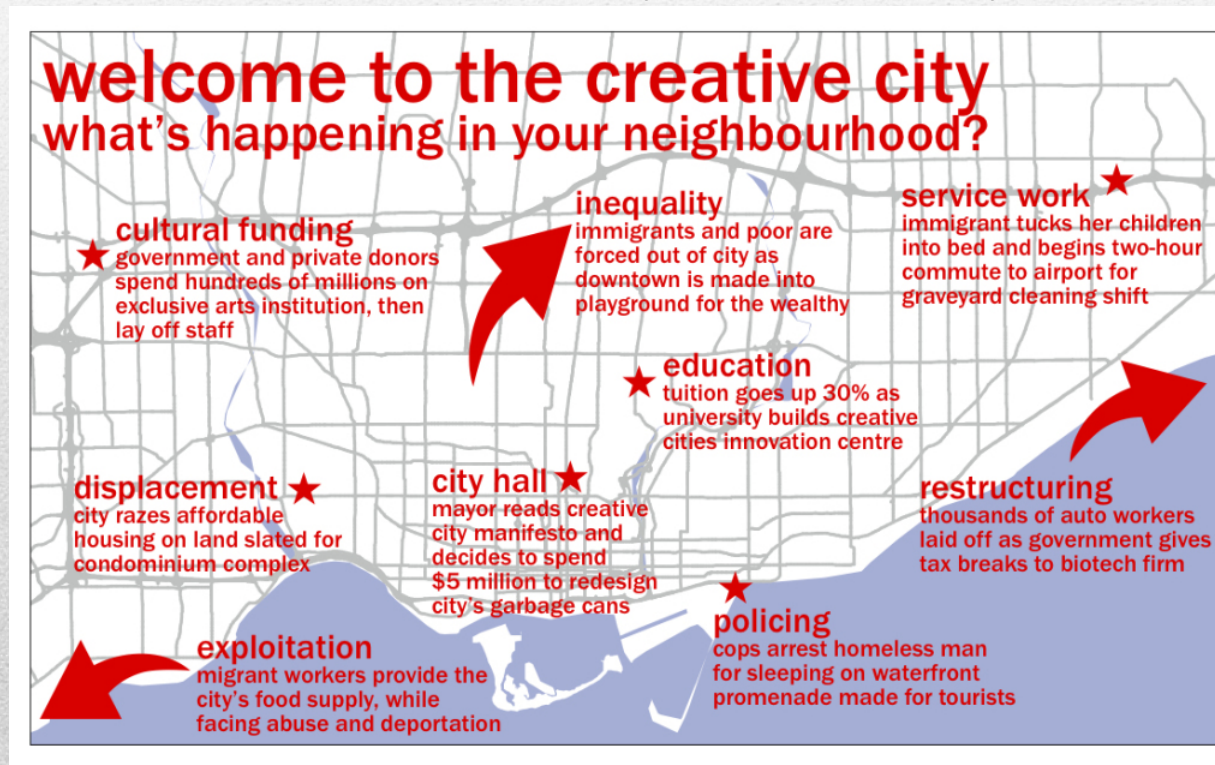 welcome to the creative city
what's happening in your neighbourhood?
cultural funding
government and private donors
spend hundreds of millions on
exclusive arts institution, then
lay off staff
inequality
immigrants and poor are
forced out of city as
downtown is made into
playground for the wealthy
service work
immigrant tucks her children
into bed and begins two-hour
commute to airport for
graveyard cleaning shift
education
tuition goes up 30% as
university builds creative
cities innovation centre
displacement
city razes affordable
housing on land slated for
condominium complex
city hall
mayor reads creative
city manifesto and
decides to spend
$5 million to redesign
city's garbage cans
restructuring
thousands of auto workers
laid off as government gives
tax breaks to biotech firm
exploitation
migrant workers provide the
city's food supply, while
facing abuse and deportation
policing
cops arrest homeless man
for sleeping on waterfront
promenade made for tourists